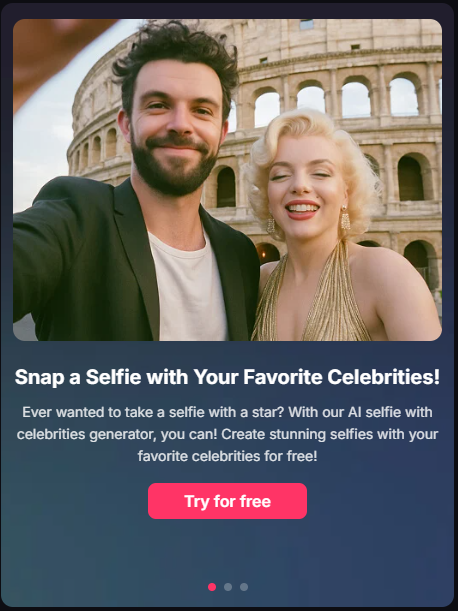 Snap a Selfie with Your Favorite Celebrities!
Ever wanted to take a selfie with a star? With our AI selfie with
celebrities generator, you can! Create stunning selfies with your
favorite celebrities for free!
Try for free